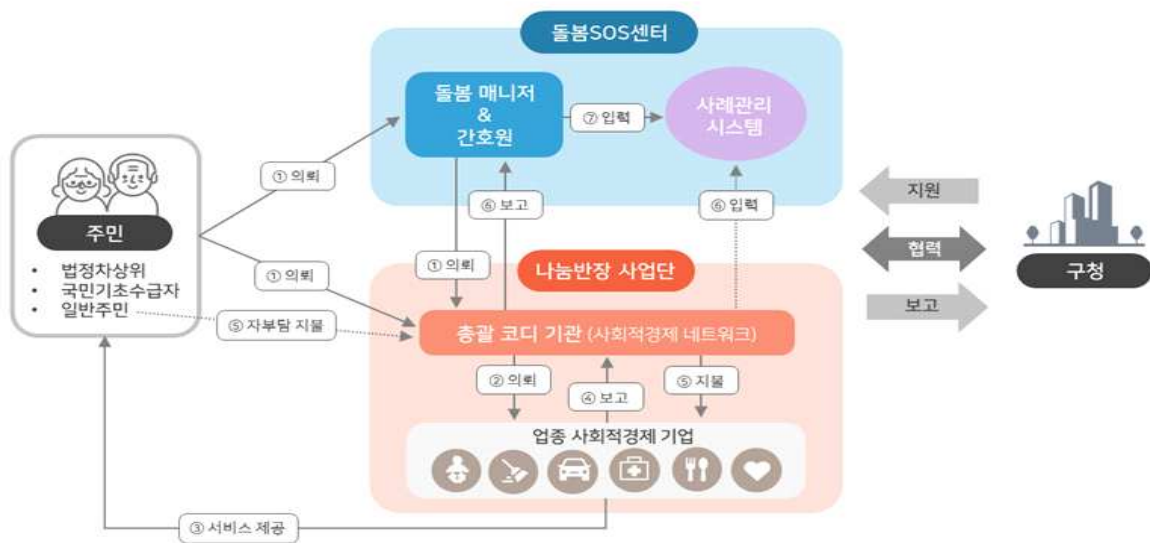 돌봄SOS센터
돌봄 매니저
&
간호원
⑦ 입력
사례관리
시스템
① 의뢰
⑥ 보고
⑥ 입력
지원
주민
협력
• 법정차상위
• 국민기초수급자
• 일반주민
① 의뢰
① 의뢰
나눔반장 사업단
구청
보고
⑤ 자부담 지불
총괄 코디 기관 (사회적경제 네트워크)
② 의뢰
④ 보고
⑤ 지불
업종 사회적경제 기업
③ 서비스 제공